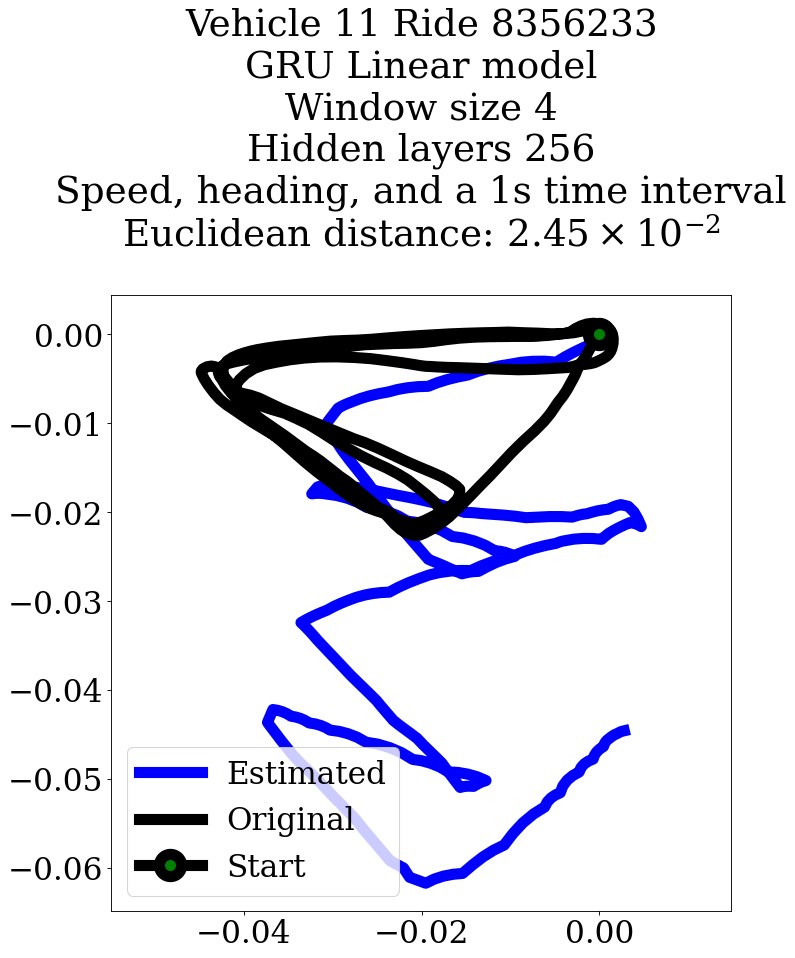 Vehicle 11 Ride 8356233
GRU Linear model
Window size 4
Hidden layers 256
Speed, heading, and a 1s time interval
Euclidean distance: 2.45 × 10⁻²
0.00
−0.01
−0.02
−0.03
−0.04
−0.05
−0.06
Estimated
Original
Start
−0.04 −0.02 0.00